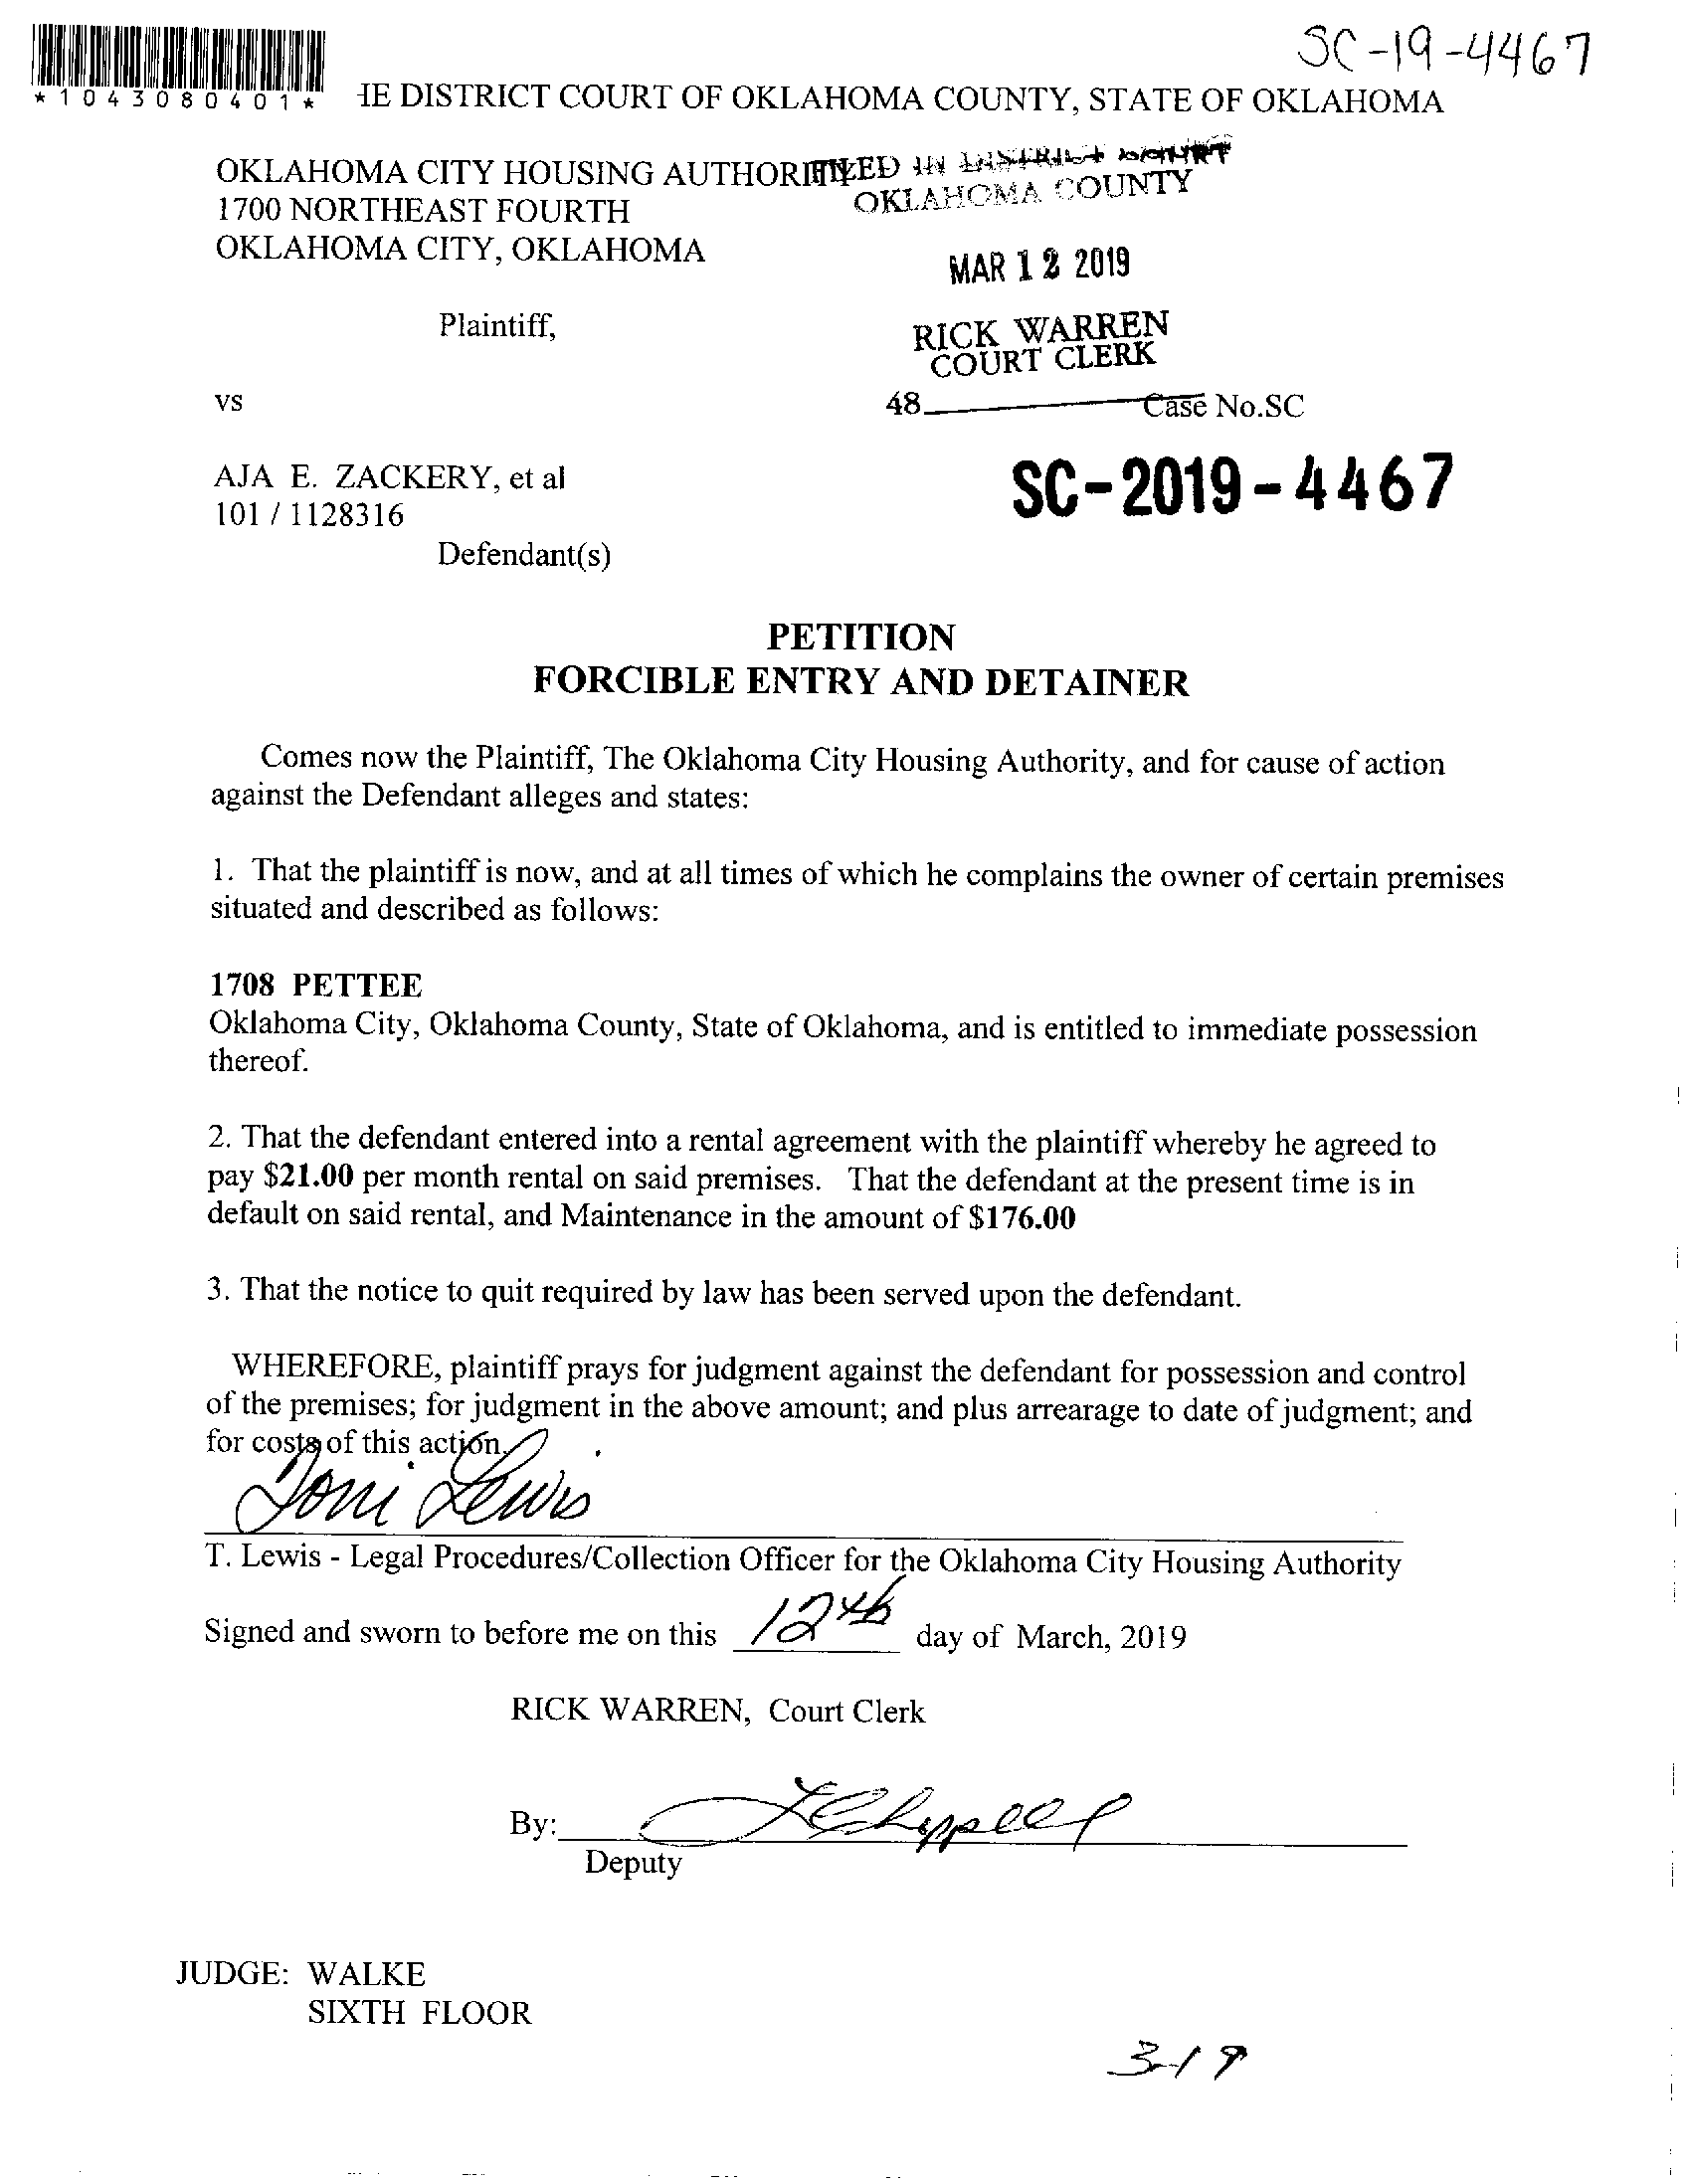 SC-19-4467
*1043080401*
IE DISTRICT COURT OF OKLAHOMA COUNTY, STATE OF OKLAHOMA
OKLAHOMA CITY HOUSING AUTHORITY FILED IN DISTRICT COURT
OKLAHOMA COUNTY
1700 NORTHEAST FOURTH
OKLAHOMA CITY, OKLAHOMA
MAR 12 2019
Plaintiff,
RICK WARREN
COURT CLERK
vs
48 Case No.SC
AJA E. ZACKERY, et al
SC-2019-4467
101 / 1128316
Defendant(s)
PETITION
FORCIBLE ENTRY AND DETAINER
Comes now the Plaintiff, The Oklahoma City Housing Authority, and for cause of action
against the Defendant alleges and states:
1. That the plaintiff is now, and at all times of which he complains the owner of certain premises
situated and described as follows:
1708 PETTEE
Oklahoma City, Oklahoma County, State of Oklahoma, and is entitled to immediate possession
thereof.
2. That the defendant entered into a rental agreement with the plaintiff whereby he agreed to
pay $21.00 per month rental on said premises. That the defendant at the present time is in
default on said rental, and Maintenance in the amount of $176.00
3. That the notice to quit required by law has been served upon the defendant.
WHEREFORE, plaintiff prays for judgment against the defendant for possession and control
of the premises; for judgment in the above amount; and plus arrearage to date of judgment; and
for costs of this action.
Toni Lewis
T. Lewis - Legal Procedures/Collection Officer for the Oklahoma City Housing Authority
Signed and sworn to before me on this 12th day of March, 2019
RICK WARREN, Court Clerk
By:
Deputy
JUDGE: WALKE
SIXTH FLOOR
3-19